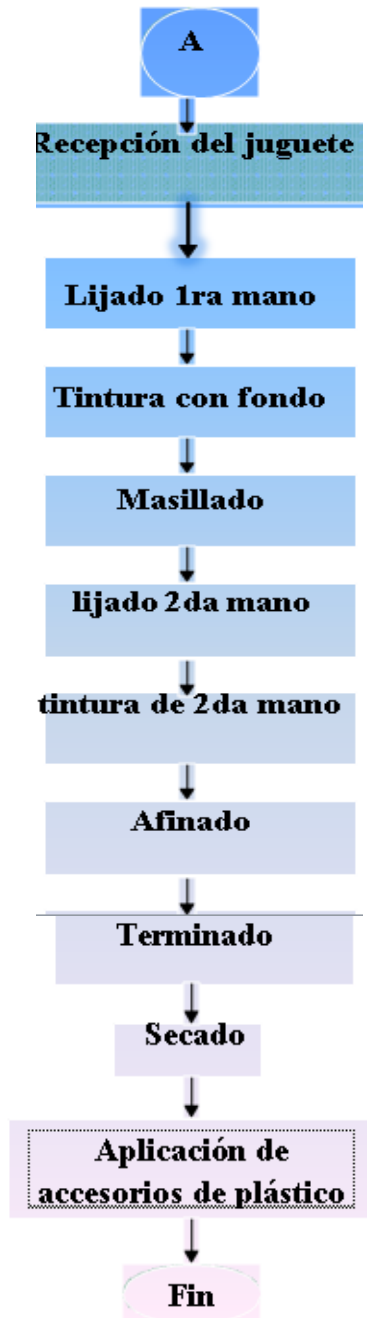 A
Recepción del juguete
Lijado 1ra mano
Tintura con fondo
Masillado
lijado 2da mano
tintura de 2da mano
Afinado
Terminado
Secado
Aplicación de
accesorios de plástico
Fin